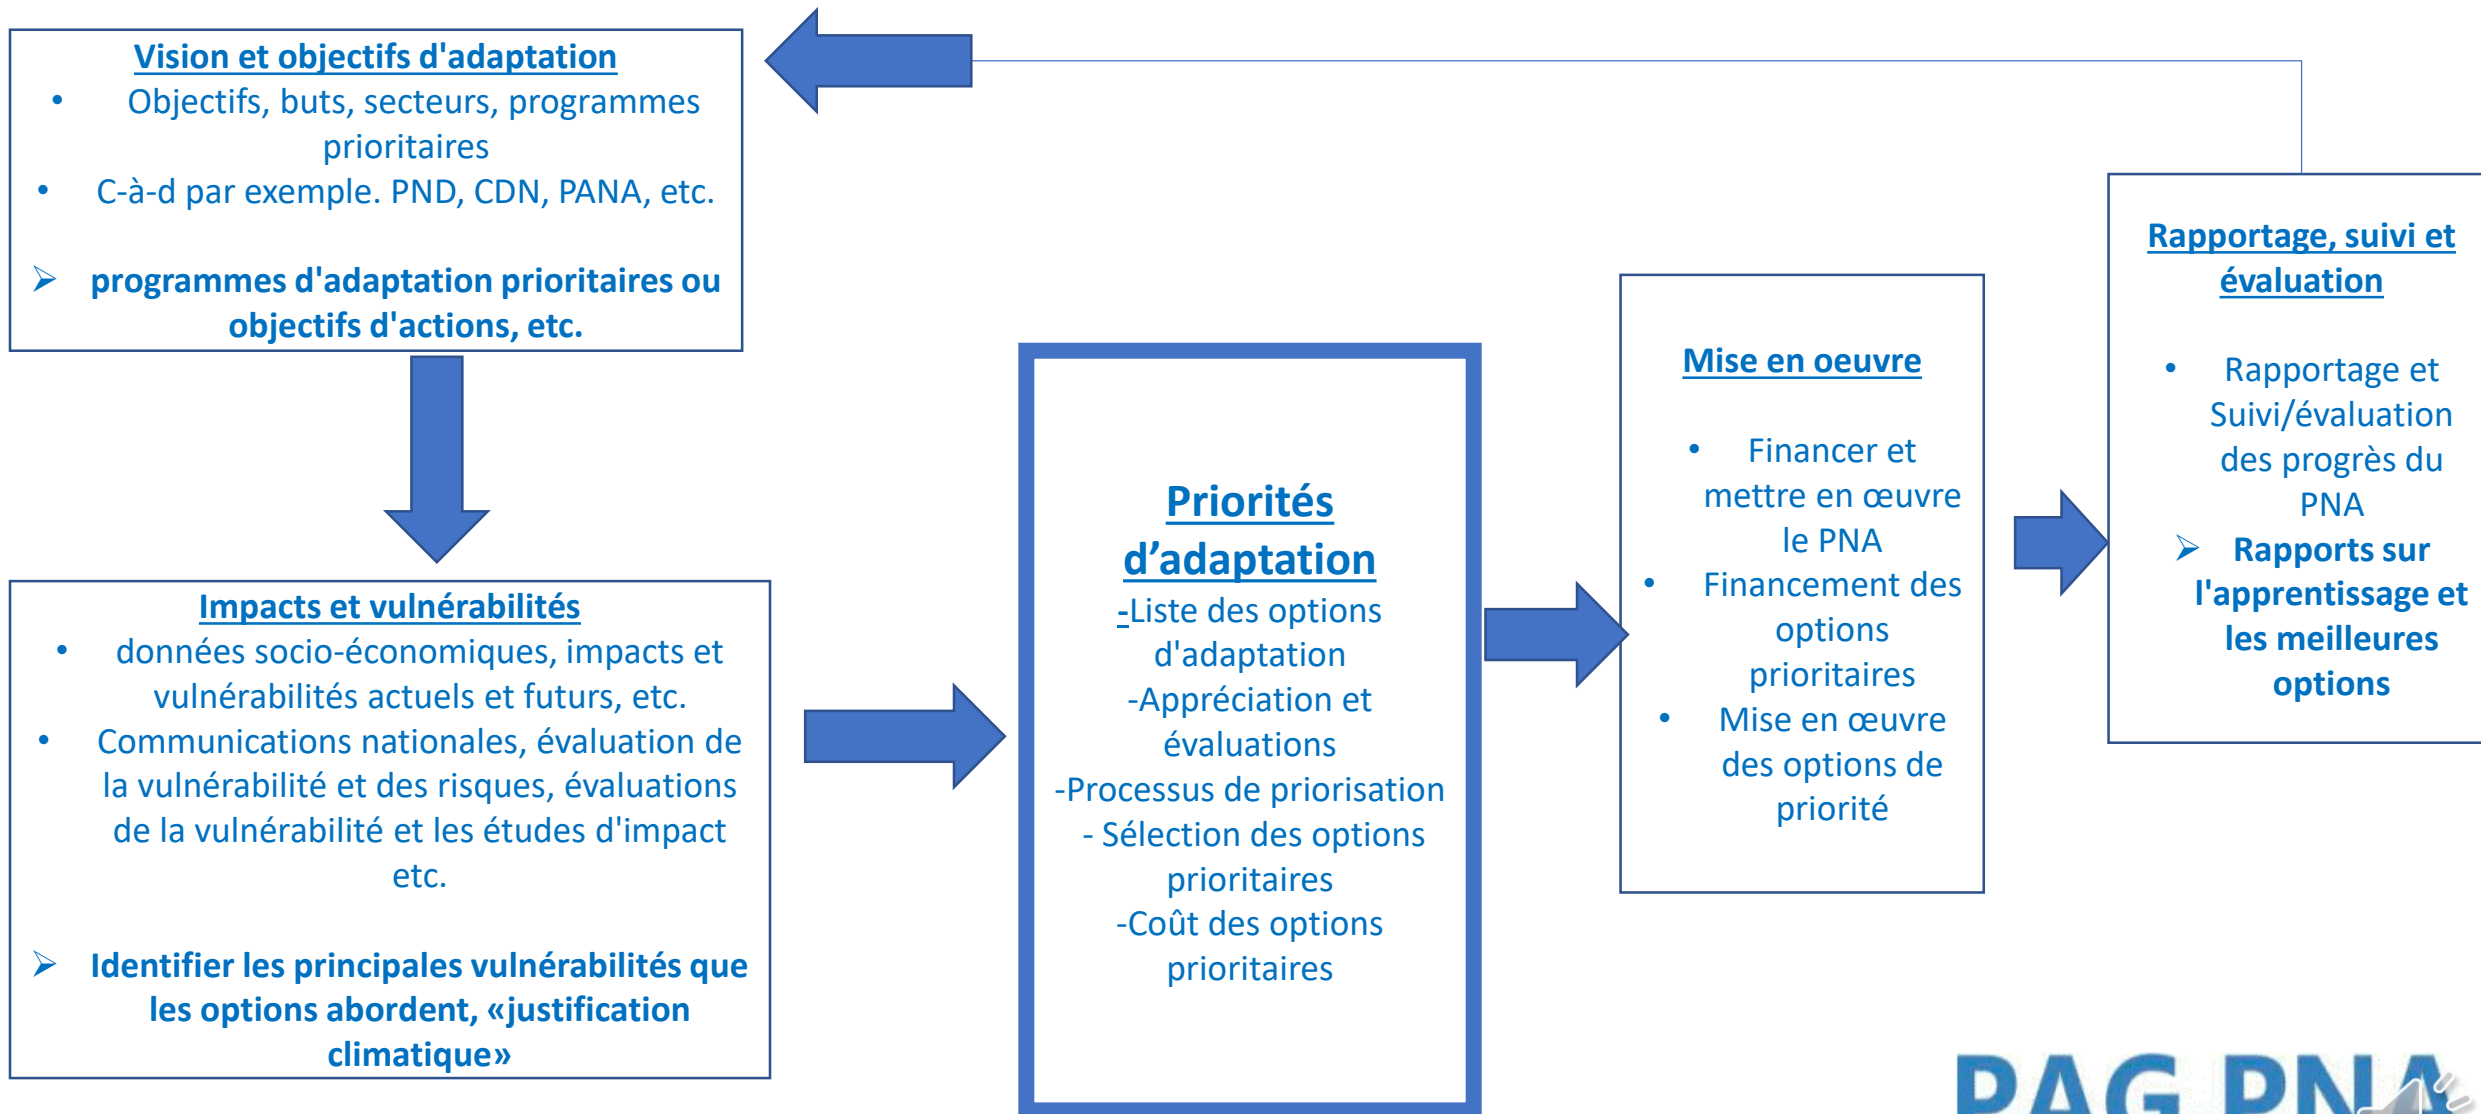 Vision et objectifs d'adaptation
• Objectifs, buts, secteurs, programmes
prioritaires
• C-à-d par exemple. PND, CDN, PANA, etc.
➢ programmes d'adaptation prioritaires ou
objectifs d'actions, etc.
Impacts et vulnérabilités
• données socio-économiques, impacts et
vulnérabilités actuels et futurs, etc.
• Communications nationales, évaluation de
la vulnérabilité et des risques, évaluations
de la vulnérabilité et les études d'impact
etc.
➢ Identifier les principales vulnérabilités que
les options abordent, «justification
climatique»
Priorités
d’adaptation
-Liste des options
d'adaptation
-Appréciation et
évaluations
-Processus de priorisation
- Sélection des options
prioritaires
-Coût des options
prioritaires
Mise en oeuvre
• Financer et
mettre en œuvre
le PNA
• Financement des
options
prioritaires
• Mise en œuvre
des options de
priorité
Rapportage, suivi et
évaluation
• Rapportage et
Suivi/évaluation
des progrès du
PNA
➢ Rapports sur
l'apprentissage et
les meilleures
options
PAG PNA